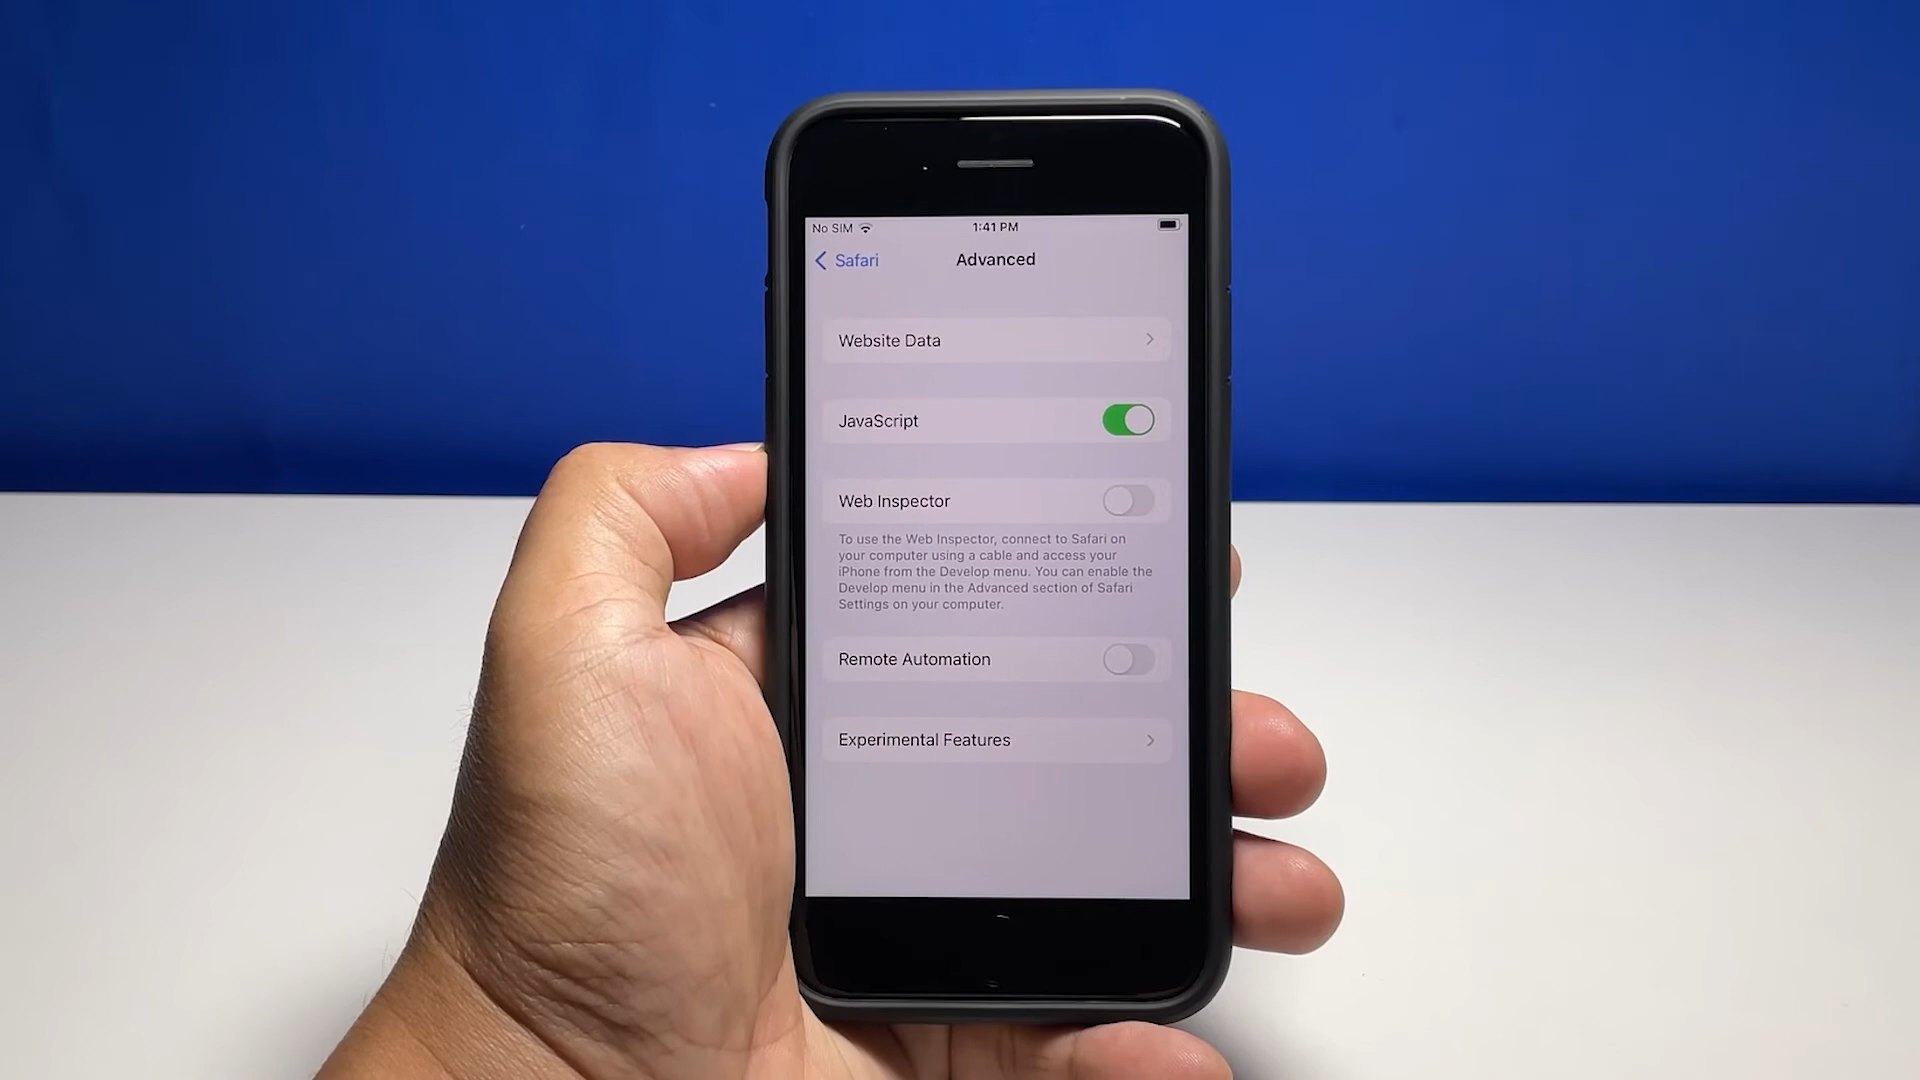 No SIM 1:41 PM
Safari Advanced
Website Data
JavaScript
Web Inspector
To use the Web Inspector, connect to Safari on
your computer using a cable and access your
iPhone from the Develop menu. You can enable the
Develop menu in the Advanced section of Safari
Settings on your computer.
Remote Automation
Experimental Features